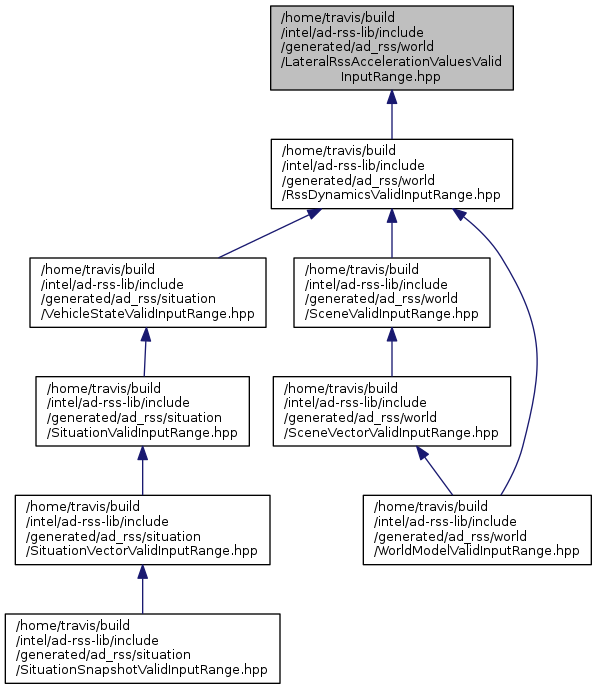 /home/travis/build
/intel/ad-rss-lib/include
/generated/ad_rss/world
/LateralRssAccelerationValuesValid
InputRange.hpp
/home/travis/build
/intel/ad-rss-lib/include
/generated/ad_rss/world
/RssDynamicsValidInputRange.hpp
/home/travis/build
/intel/ad-rss-lib/include
/generated/ad_rss/situation
/VehicleStateValidInputRange.hpp
/home/travis/build
/intel/ad-rss-lib/include
/generated/ad_rss/world
/SceneValidInputRange.hpp
/home/travis/build
/intel/ad-rss-lib/include
/generated/ad_rss/situation
/SituationValidInputRange.hpp
/home/travis/build
/intel/ad-rss-lib/include
/generated/ad_rss/world
/SceneVectorValidInputRange.hpp
/home/travis/build
/intel/ad-rss-lib/include
/generated/ad_rss/situation
/SituationVectorValidInputRange.hpp
/home/travis/build
/intel/ad-rss-lib/include
/generated/ad_rss/world
/WorldModelValidInputRange.hpp
/home/travis/build
/intel/ad-rss-lib/include
/generated/ad_rss/situation
/SituationSnapshotValidInputRange.hpp